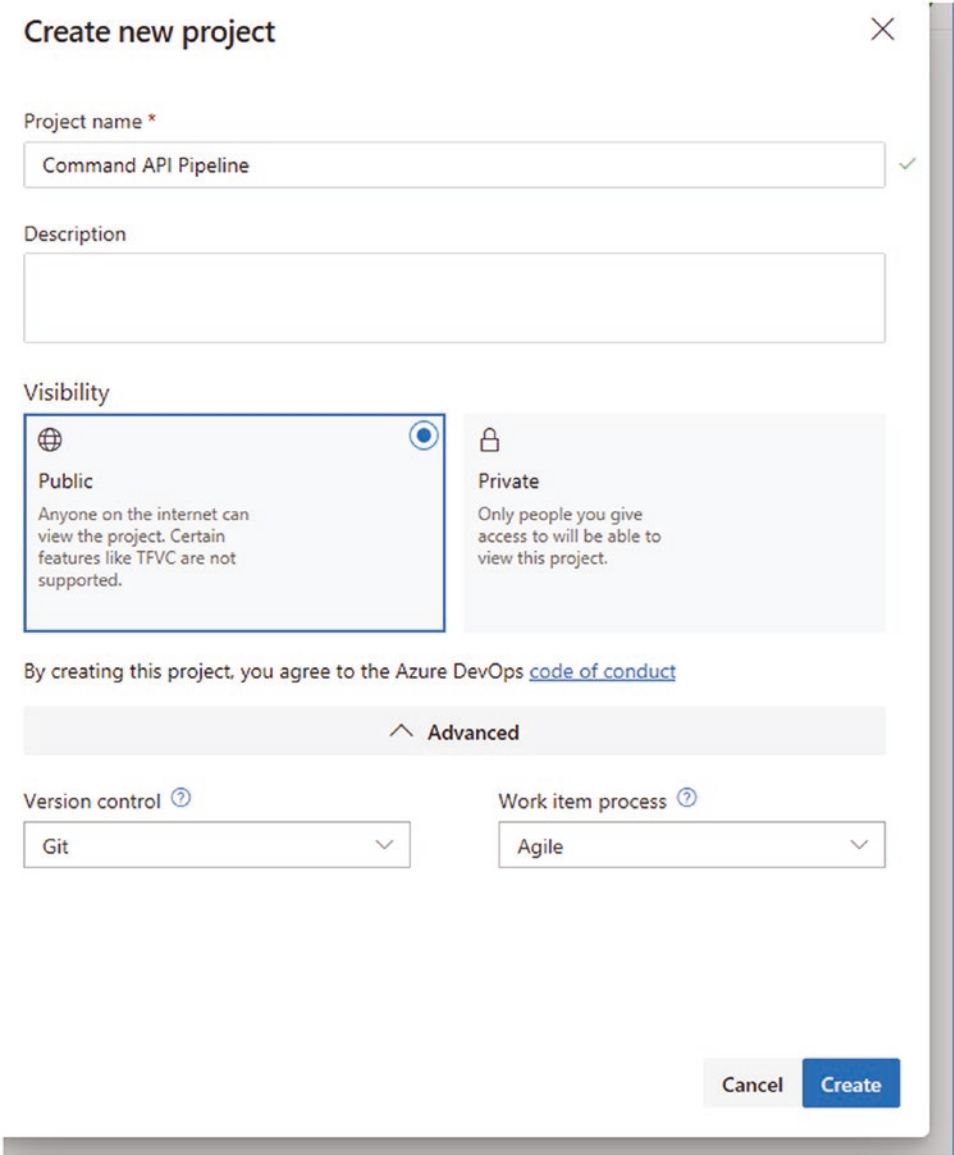 Create new project
Project name *
Command API Pipeline
Description
Visibility
Public
Anyone on the internet can
view the project. Certain
features like TFVC are not
supported.
Private
Only people you give
access to will be able to
view this project.
By creating this project, you agree to the Azure DevOps code of conduct
Advanced
Version control
Git
Work item process
Agile
Cancel
Create